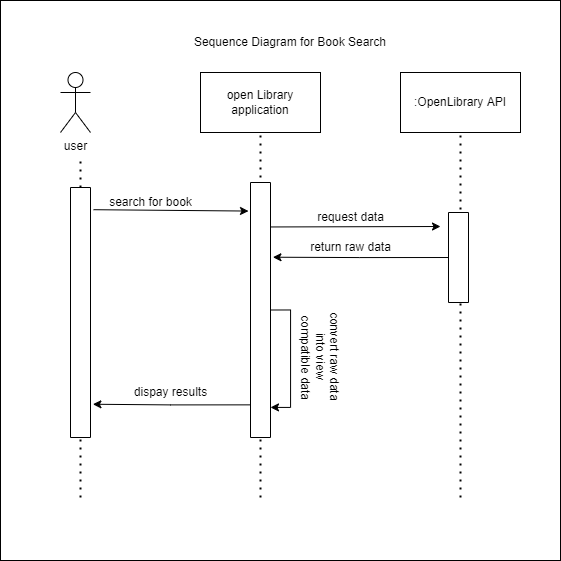 Sequence Diagram for Book Search
user
open Library
application
:OpenLibrary API
search for book
request data
return raw data
convert raw data
into view
compatible data
dispay results